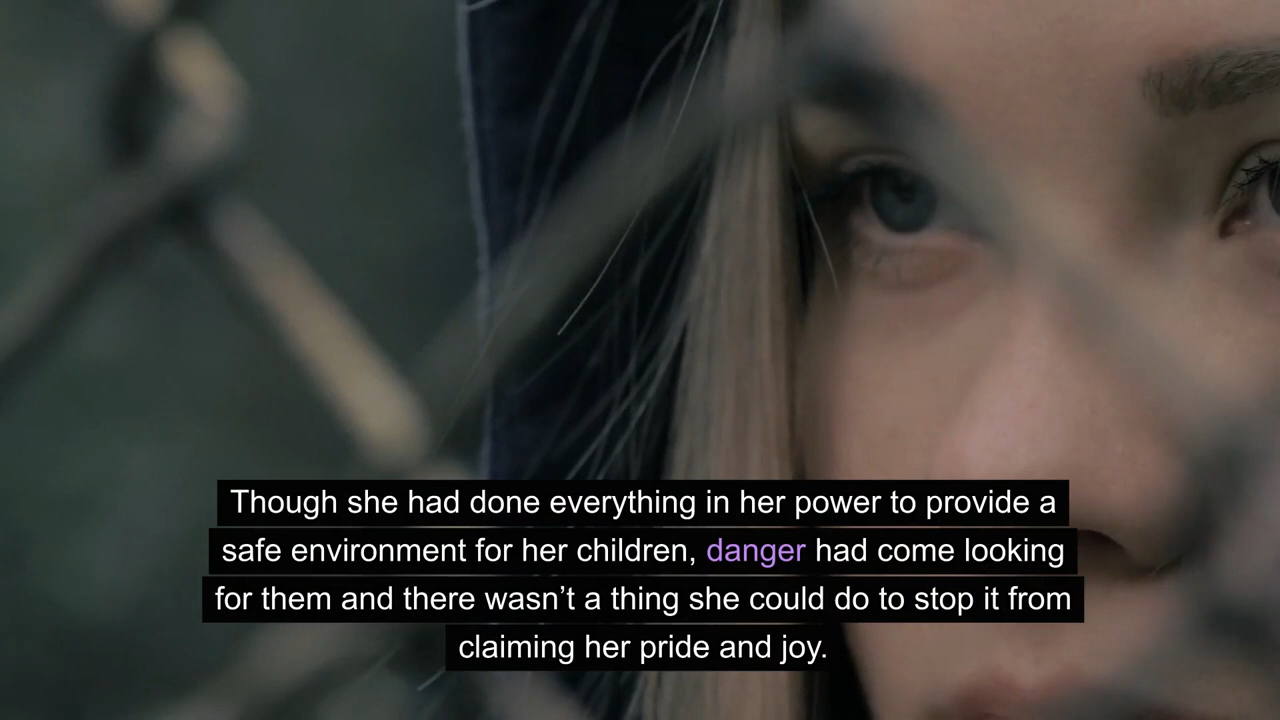 Though she had done everything in her power to provide a
safe environment for her children, danger had come looking
for them and there wasn’t a thing she could do to stop it from
claiming her pride and joy.